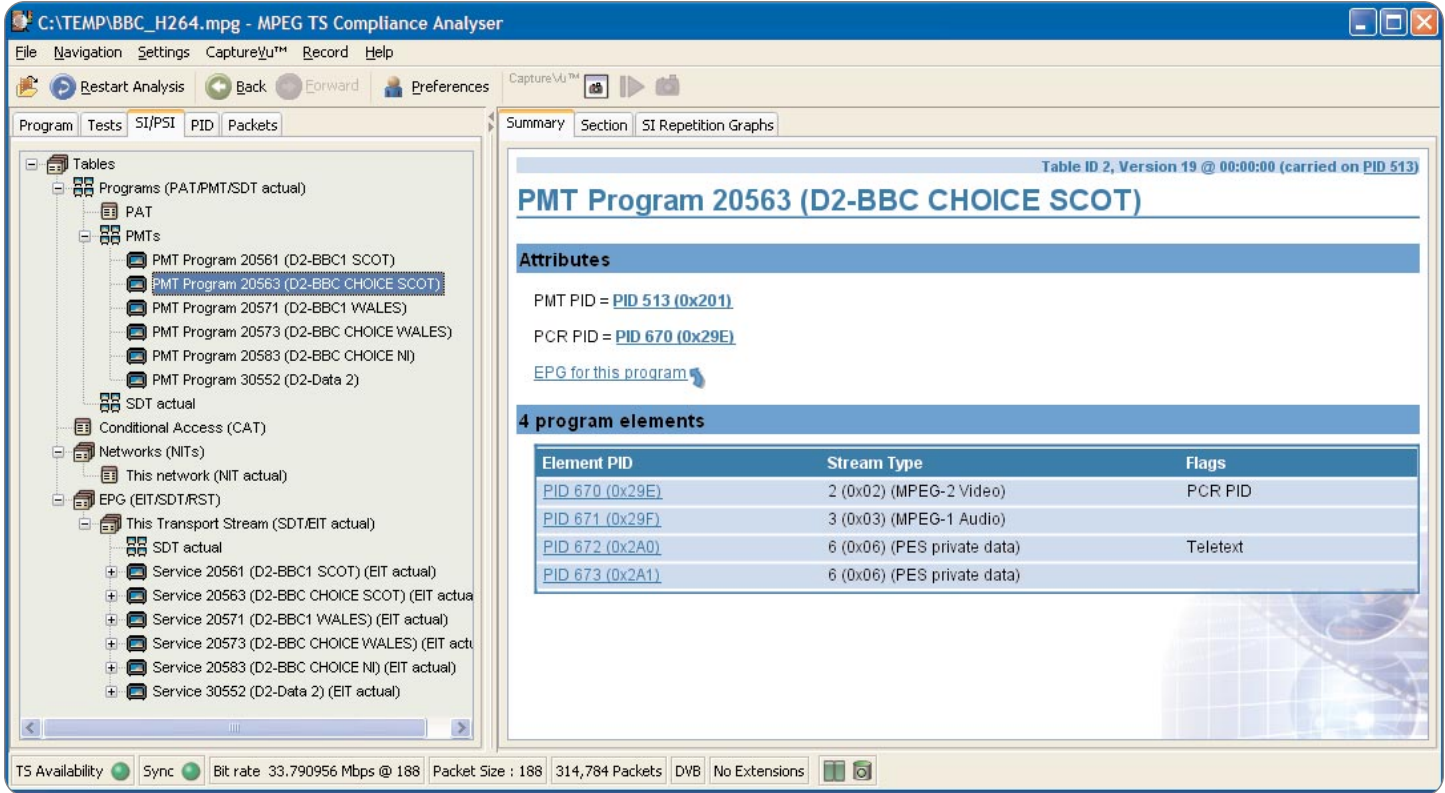 C:\TEMP\BBC_H264.mpg - MPEG TS Compliance Analyser
File Navigation Settings CaptureVu™ Record Help
Restart Analysis Back Forward Preferences CaptureVu™
Program Tests SI/PSI PID Packets
Tables
Programs (PAT/PMT/SDT actual)
PAT
PMTs
PMT Program 20561 (D2-BBC1 SCOT)
PMT Program 20563 (D2-BBC CHOICE SCOT)
PMT Program 20571 (D2-BBC1 WALES)
PMT Program 20573 (D2-BBC CHOICE WALES)
PMT Program 20583 (D2-BBC CHOICE NI)
PMT Program 30552 (D2-Data 2)
SDT actual
Conditional Access (CAT)
Networks (NITs)
This network (NIT actual)
EPG (EIT/SDT/RST)
This Transport Stream (SDT/EIT actual)
SDT actual
Service 20561 (D2-BBC1 SCOT) (EIT actual)
Service 20563 (D2-BBC CHOICE SCOT) (EIT actua
Service 20571 (D2-BBC1 WALES) (EIT actual)
Service 20573 (D2-BBC CHOICE WALES) (EIT actu
Service 20583 (D2-BBC CHOICE NI) (EIT actual)
Service 30552 (D2-Data 2) (EIT actual)
Summary Section SI Repetition Graphs
Table ID 2, Version 19 @ 00:00:00 (carried on PID 513)
PMT Program 20563 (D2-BBC CHOICE SCOT)
Attributes
PMT PID = PID 513 (0x201)
PCR PID = PID 670 (0x29E)
EPG for this program
4 program elements
Element PID Stream Type Flags
PID 670 (0x29E) 2 (0x02) (MPEG-2 Video) PCR PID
PID 671 (0x29F) 3 (0x03) (MPEG-1 Audio)
PID 672 (0x2A0) 6 (0x06) (PES private data) Teletext
PID 673 (0x2A1) 6 (0x06) (PES private data)
TS Availability Sync Bit rate 33.790956 Mbps @ 188 Packet Size : 188 314,784 Packets DVB No Extensions